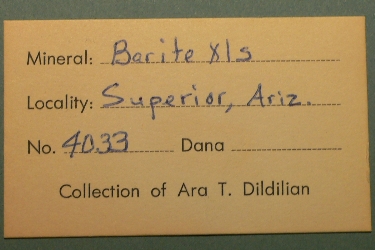 Mineral: Barite Xls
Locality: Superior, Ariz.
No. 4033 Dana
Collection of Ara T. Dildilian